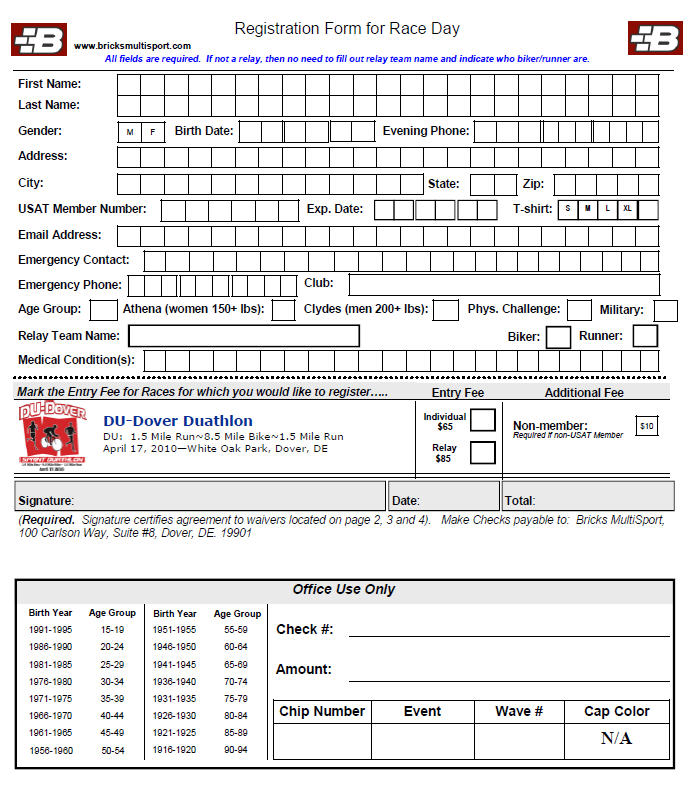 Registration Form for Race Day
www.bricksmultisport.com
All fields are required. If not a relay, then no need to fill out relay team name and indicate who biker/runner are.
First Name:
Last Name:
Gender: M F Birth Date: Evening Phone:
Address:
City: State: Zip:
USAT Member Number: Exp. Date: T-shirt: S M L XL
Email Address:
Emergency Contact:
Emergency Phone: Club:
Age Group: Athena (women 150+ lbs): Clydes (men 200+ lbs): Phys. Challenge: Military:
Relay Team Name: Biker: Runner:
Medical Condition(s):
Mark the Entry Fee for Races for which you would like to register….. Entry Fee Additional Fee
DU-DOVER
SPRINT DUATHLON
DU-Dover Duathlon
DU: 1.5 Mile Run~8.5 Mile Bike~1.5 Mile Run
April 17, 2010—White Oak Park, Dover, DE
Individual
$65
Relay
$85
Non-member: $10
Required if non-USAT Member
Signature: Date: Total:
(Required. Signature certifies agreement to waivers located on page 2, 3 and 4). Make Checks payable to: Bricks MultiSport,
100 Carlson Way, Suite #8, Dover, DE. 19901
Office Use Only
Birth Year Age Group Birth Year Age Group
1991-1995 15-19 1951-1955 55-59
1986-1990 20-24 1946-1950 60-64
1981-1985 25-29 1941-1945 65-69
1976-1980 30-34 1936-1940 70-74
1971-1975 35-39 1931-1935 75-79
1966-1970 40-44 1926-1930 80-84
1961-1965 45-49 1921-1925 85-89
1956-1960 50-54 1916-1920 90-94
Check #:
Amount:
Chip Number Event Wave # Cap Color
N/A